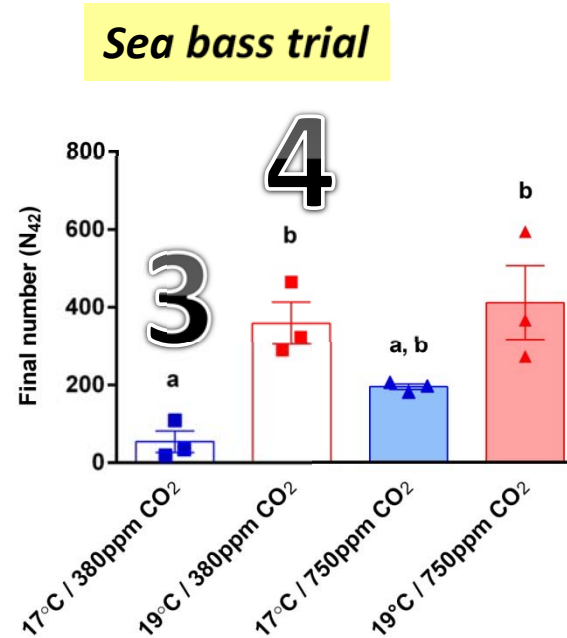 Sea bass trial
Final number (N₄₂)
800
600
400
200
0
3
4
a
b
a, b
b
17°C / 380ppm CO2
19°C / 380ppm CO2
17°C / 750ppm CO2
19°C / 750ppm CO2